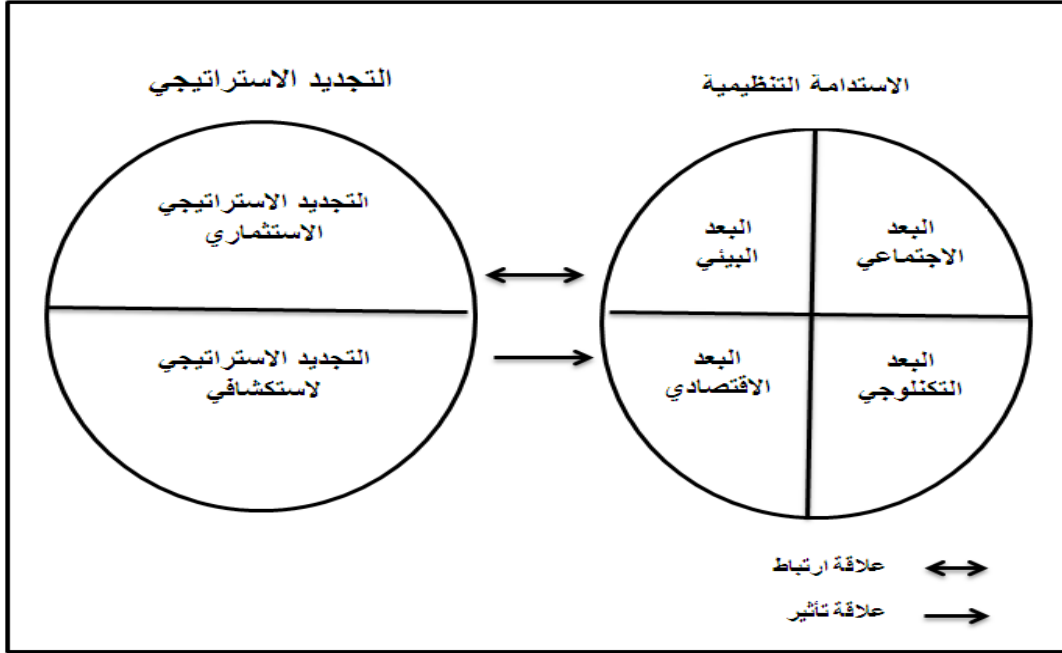 التجديد الاستراتيجي
الاستدامة التنظيمية
التجديد الاستراتيجي
الاستثماري
التجديد الاستراتيجي
لاستكشافي
البعد
الاجتماعي
البعد
البيئي
البعد
التكنلوجي
البعد
الاقتصادي
علاقة ارتباط
علاقة تأثير